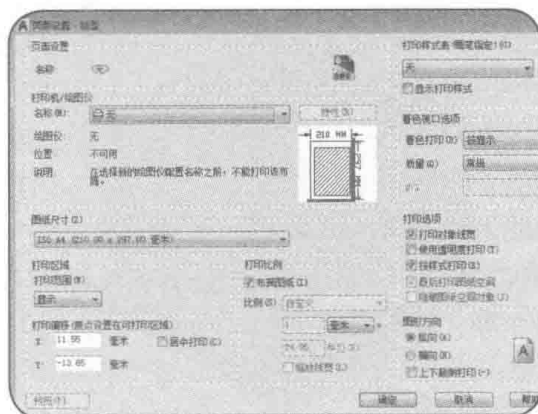 页面设置 - 模型
页面设置
名称: <无>
打印机/绘图仪
名称(M): 无
特性(R)
绘图仪: 无
位置: 不可用
说明: 在选择新的绘图仪配置名称之前,不能打印该布局。
210 MM
图纸尺寸(Z)
ISO A4 (210.00 x 297.00 毫米)
打印区域
打印范围(W):
显示
打印比例
布满图纸(I)
比例(S): 自定义
毫米
缩放线宽(L)
打印偏移(原点设置在可打印区域)
X: 11.55 毫米 居中打印(C)
Y: -13.65 毫米
打印样式表(画笔指定)(G)
无
显示打印样式
着色视口选项
着色打印(D) 按显示
质量(Q) 常规
打印选项
打印对象线宽
使用透明度打印(T)
按样式打印(E)
最后打印图纸空间
隐藏图纸空间对象(J)
图形方向
纵向(A)
横向(N)
上下颠倒打印(-)
预览(P)... 确定 取消